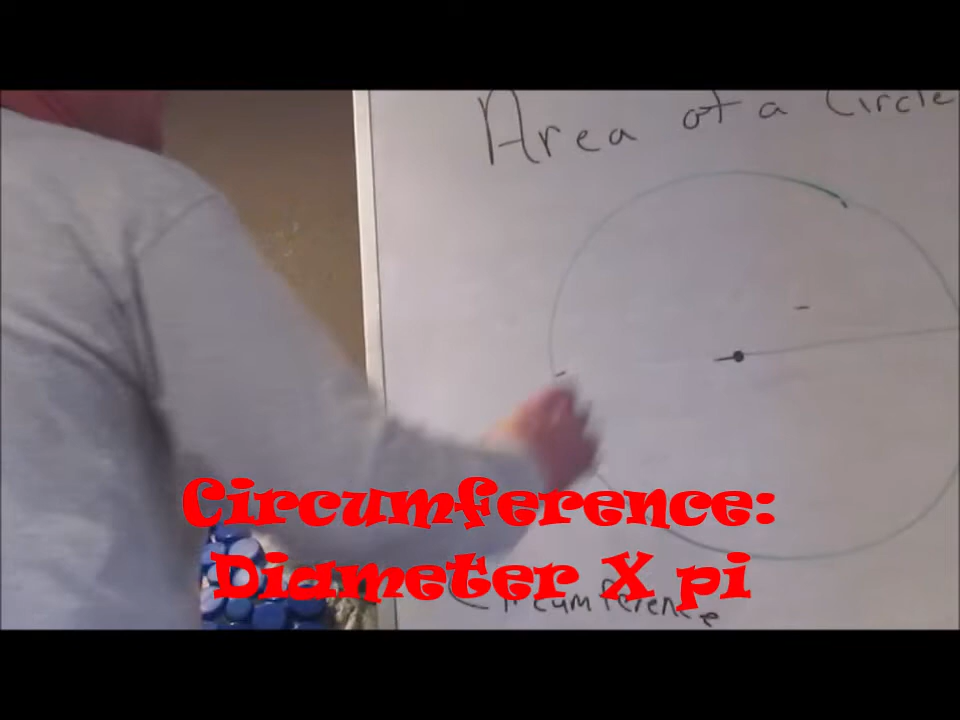 Area of a Circle
Circumference:
Diameter X pi
Circumference